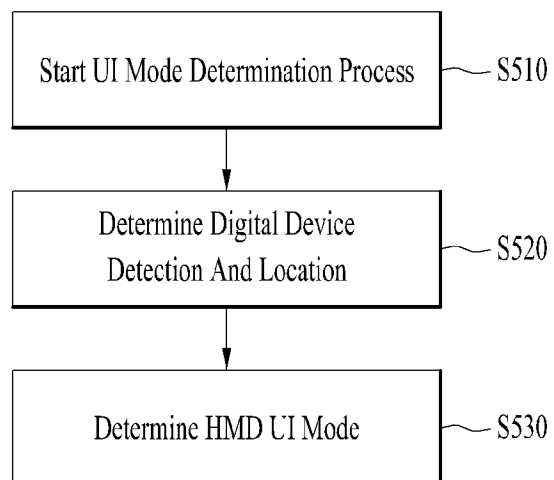 Start UI Mode Determination Process
S510
Determine Digital Device
Detection And Location
S520
Determine HMD UI Mode
S530